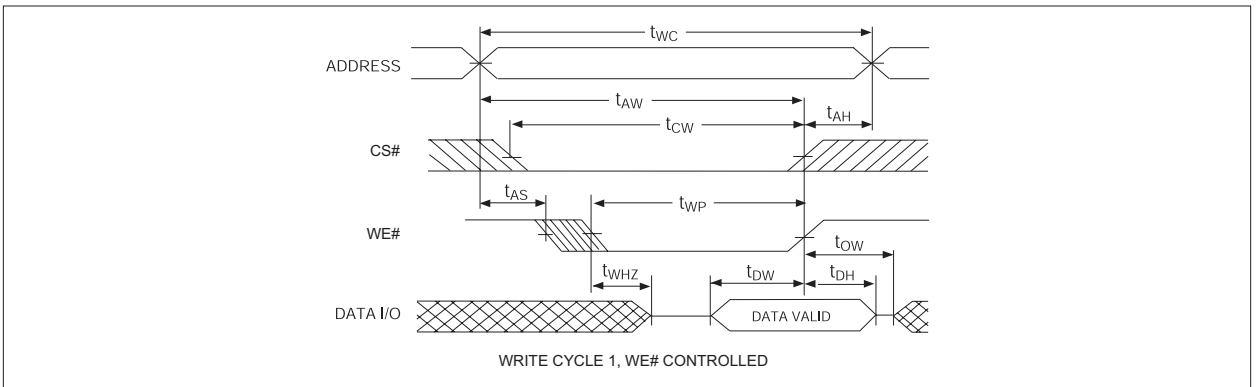 tWC
ADDRESS
tAW
tAH
tCW
CS#
tAS
tWP
WE#
tOW
tWHZ
tDW
tDH
DATA I/O
DATA VALID
WRITE CYCLE 1, WE# CONTROLLED